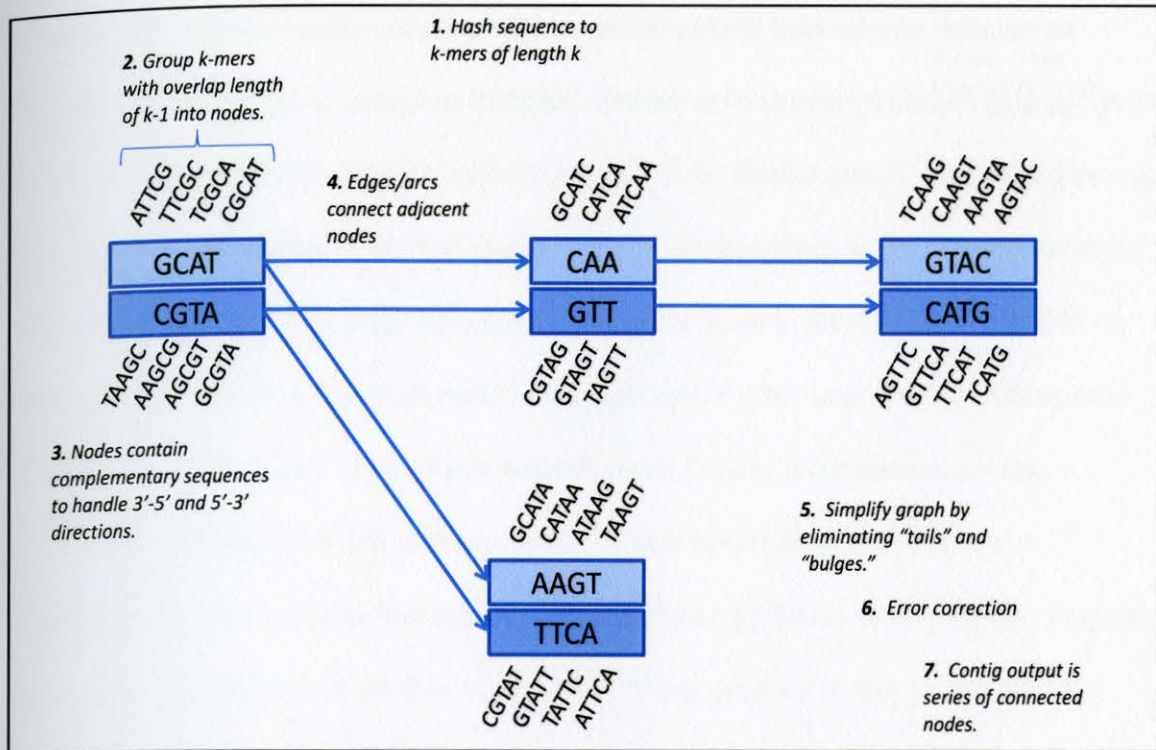 1. Hash sequence to
k-mers of length k
2. Group k-mers
with overlap length
of k-1 into nodes.
ATTCG
TTCGC
TCGCA
CGCAT
4. Edges/arcs
connect adjacent
nodes
GCATC
CATCA
ATCAA
TCAAG
CAAGT
AAGTA
AGTAC
GCAT
CGTA
CAA
GTT
GTAC
CATG
TAAGC
AAGCG
AGCGT
GCGTA
CGTAG
GTAGT
TAGTT
AGTTC
GTTCA
TTCAT
TCATG
3. Nodes contain
complementary sequences
to handle 3'-5' and 5'-3'
directions.
GCATA
CATAA
ATAAG
TAAGT
AAGT
TTCA
CGTAT
GTATT
TATTC
ATTCA
5. Simplify graph by
eliminating "tails" and
"bulges."
6. Error correction
7. Contig output is
series of connected
nodes.